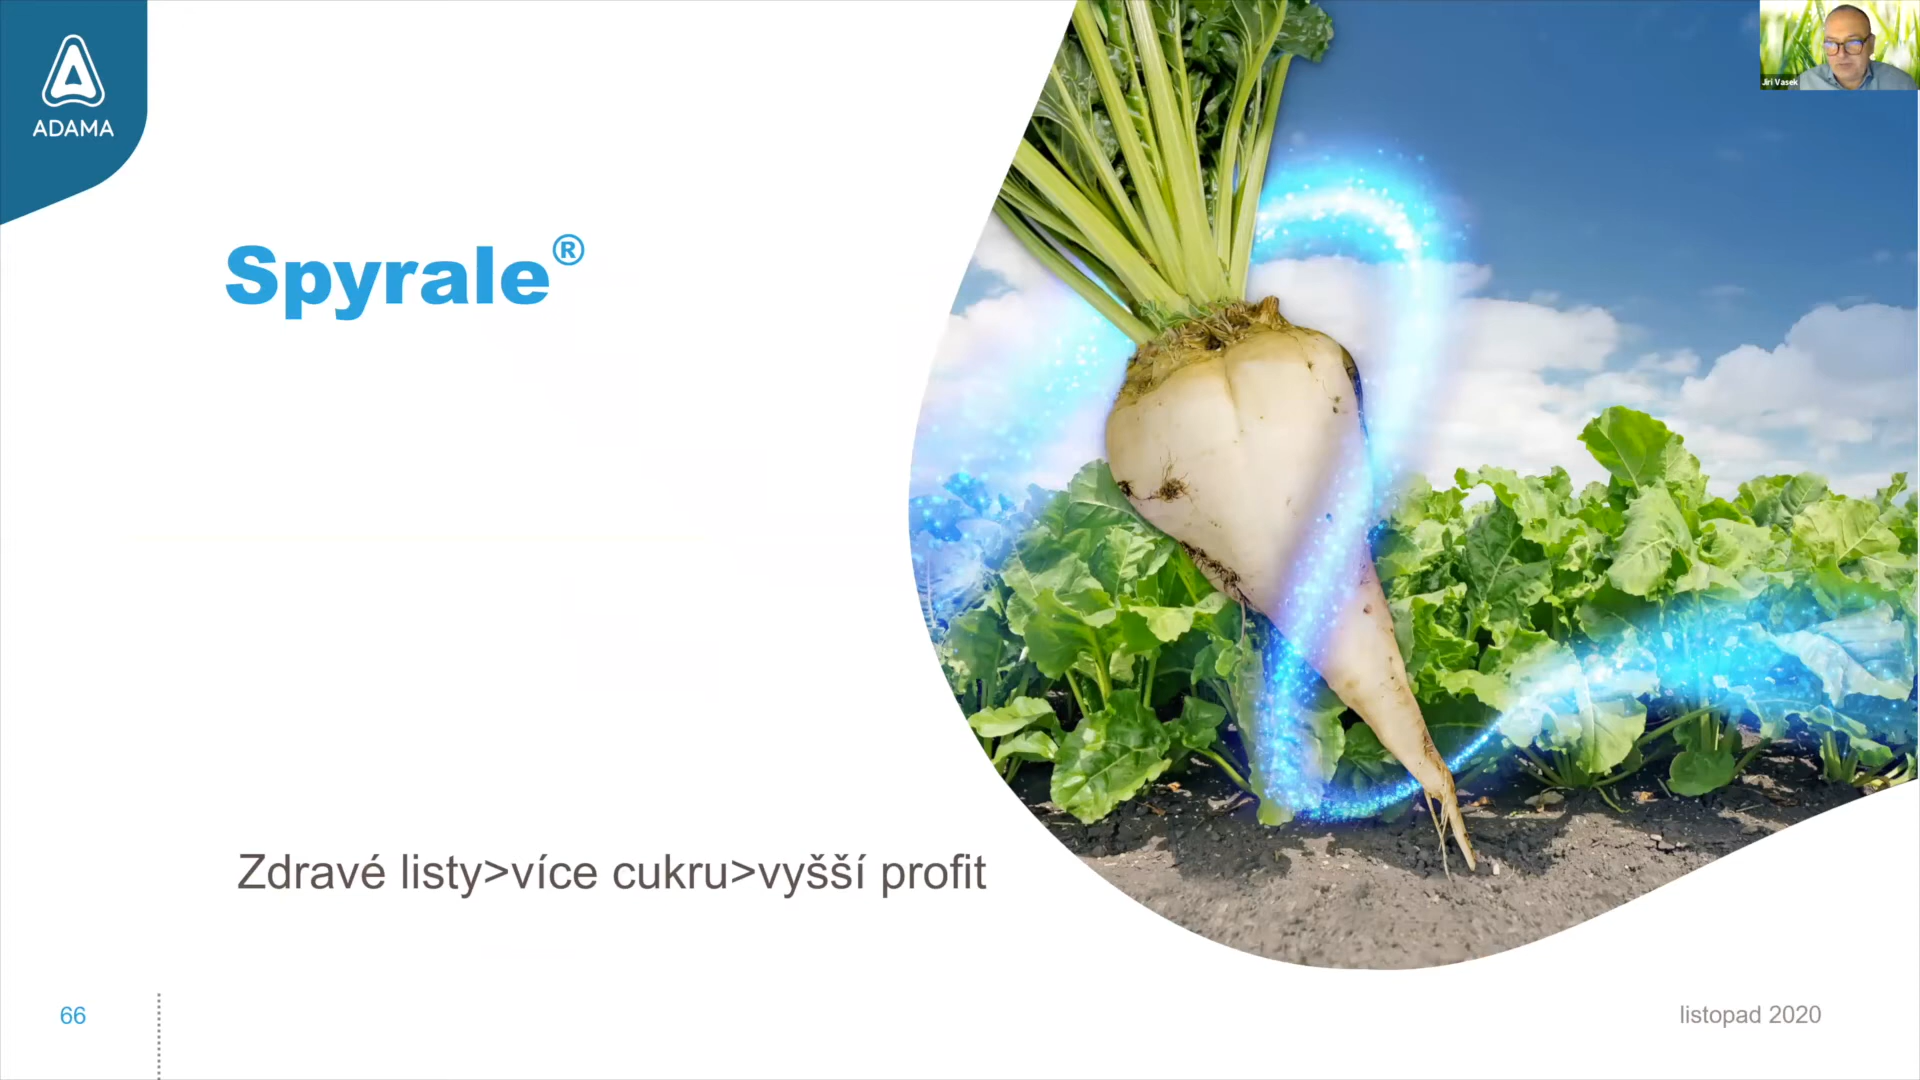 ADAMA
Jiri Vasek
Spyrale®
Zdravé listy>více cukru>vyšší profit
66
listopad 2020